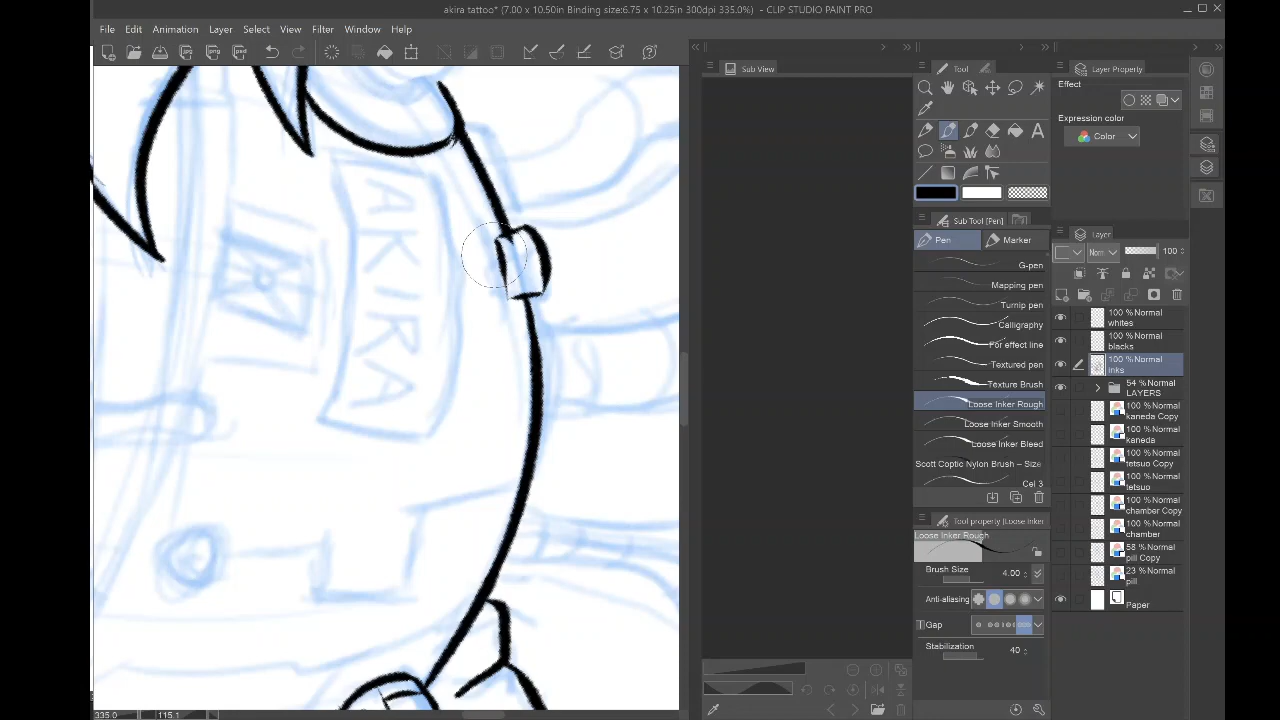 akira tattoo* (7.00 x 10.50in Binding size:6.75 x 10.25in 300dpi 335.0%) - CLIP STUDIO PAINT PRO
File Edit Animation Layer Select View Filter Window Help
Sub View
Tool
Layer Property
Effect
Expression color
Color
AKIRA
Sub Tool [Pen]
Pen
Marker
G-pen
Mapping pen
Turnip pen
Calligraphy
For effect line
Textured pen
Texture Brush
Loose Inker Rough
Loose Inker Smooth
Loose Inker Bleed
Scott Coptic Nylon Brush – Size
Cel 3
Tool property [Loose Inker
Loose Inker Rough
Brush Size 4.00
Anti-aliasing
Gap
Stabilization 40
Layer
Norm 100
100 %Normal
whites
100 %Normal
blacks
100 %Normal
inks
54 %Normal
LAYERS
100 %Normal
kaneda Copy
100 %Normal
kaneda
100 %Normal
tetsuo Copy
100 %Normal
tetsuo
100 %Normal
chamber Copy
100 %Normal
chamber
58 %Normal
pill Copy
23 %Normal
pill
Paper
335.0 115.1